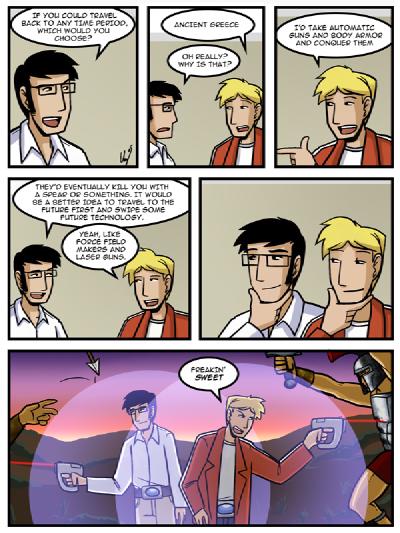 IF YOU COULD TRAVEL
BACK TO ANY TIME PERIOD,
WHICH WOULD YOU
CHOOSE?
ANCIENT GREECE
OH REALLY?
WHY IS THAT?
I'D TAKE AUTOMATIC
GUNS AND BODY ARMOR
AND CONQUER THEM
THEY'D EVENTUALLY KILL YOU WITH
A SPEAR OR SOMETHING. IT WOULD
BE A BETTER IDEA TO TRAVEL TO THE
FUTURE FIRST AND SWIPE SOME
FUTURE TECHNOLOGY.
YEAH, LIKE
FORCE FIELD
MAKERS AND
LASER GUNS.
FREAKIN'
SWEET